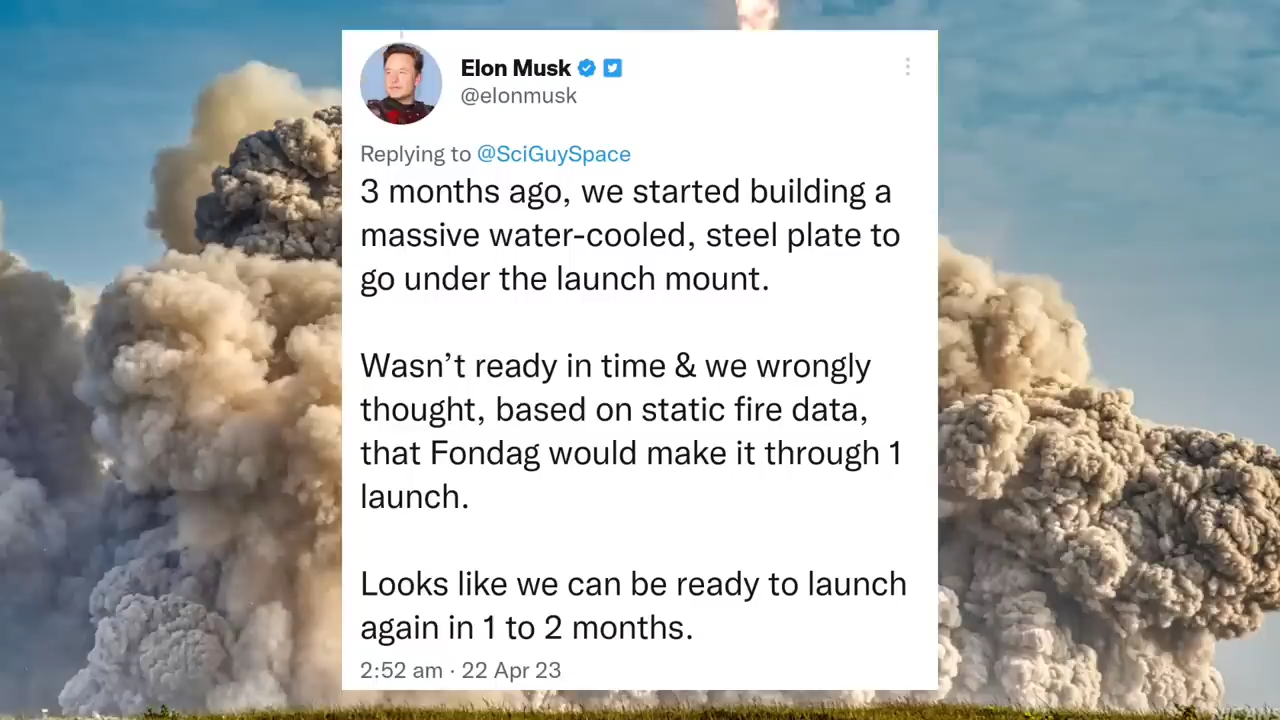 Elon Musk
@elonmusk
Replying to @SciGuySpace
3 months ago, we started building a
massive water-cooled, steel plate to
go under the launch mount.
Wasn’t ready in time & we wrongly
thought, based on static fire data,
that Fondag would make it through 1
launch.
Looks like we can be ready to launch
again in 1 to 2 months.
2:52 am · 22 Apr 23